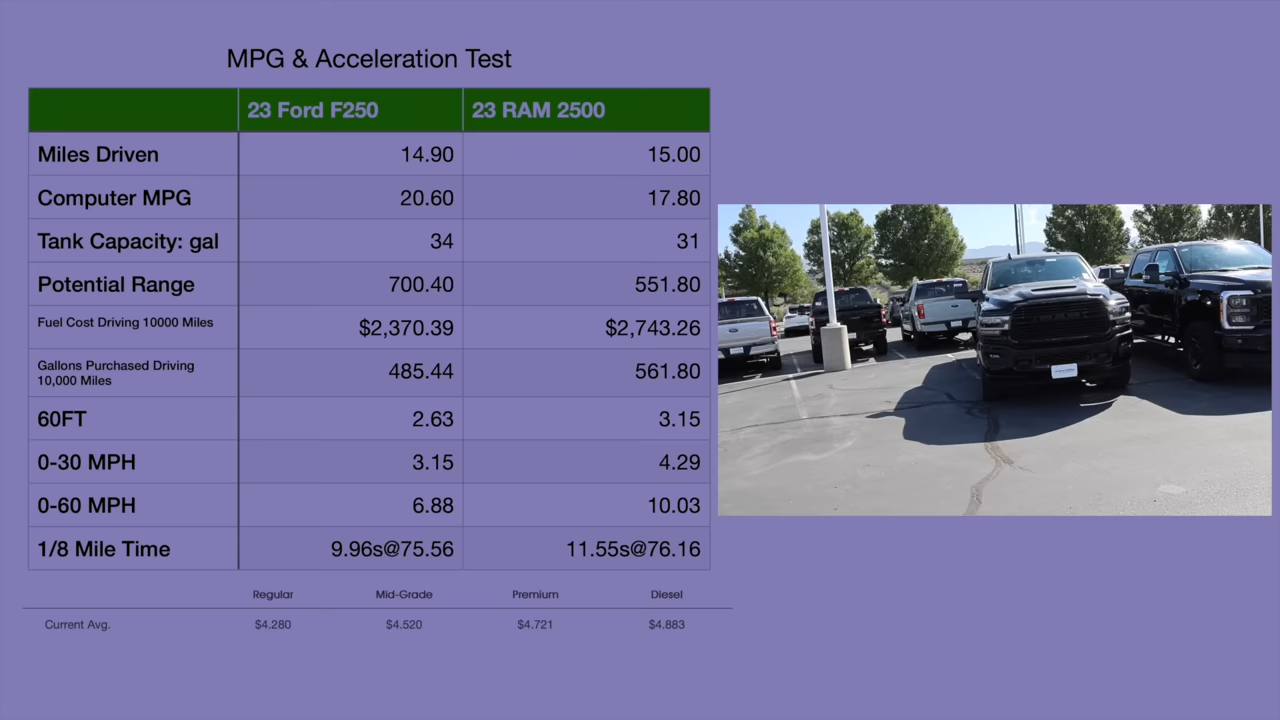 MPG & Acceleration Test
23 Ford F250 23 RAM 2500
Miles Driven 14.90 15.00
Computer MPG 20.60 17.80
Tank Capacity: gal 34 31
Potential Range 700.40 551.80
Fuel Cost Driving 10000 Miles $2,370.39 $2,743.26
Gallons Purchased Driving
10,000 Miles 485.44 561.80
60FT 2.63 3.15
0-30 MPH 3.15 4.29
0-60 MPH 6.88 10.03
1/8 Mile Time 9.96s@75.56 11.55s@76.16
Regular Mid-Grade Premium Diesel
Current Avg. $4.280 $4.520 $4.721 $4.883